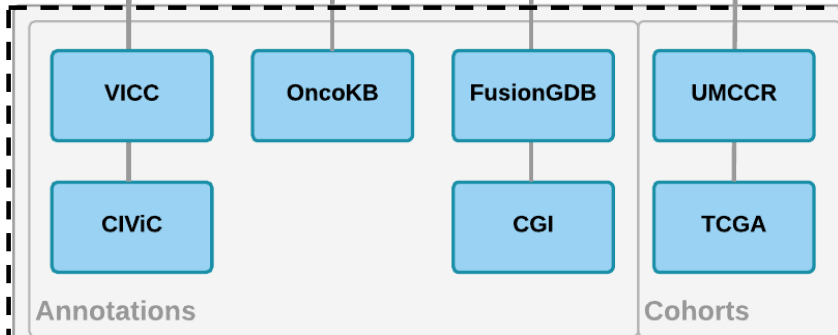 VICC
OncoKB
FusionGDB
UMCCR
CIViC
CGI
TCGA
Annotations
Cohorts